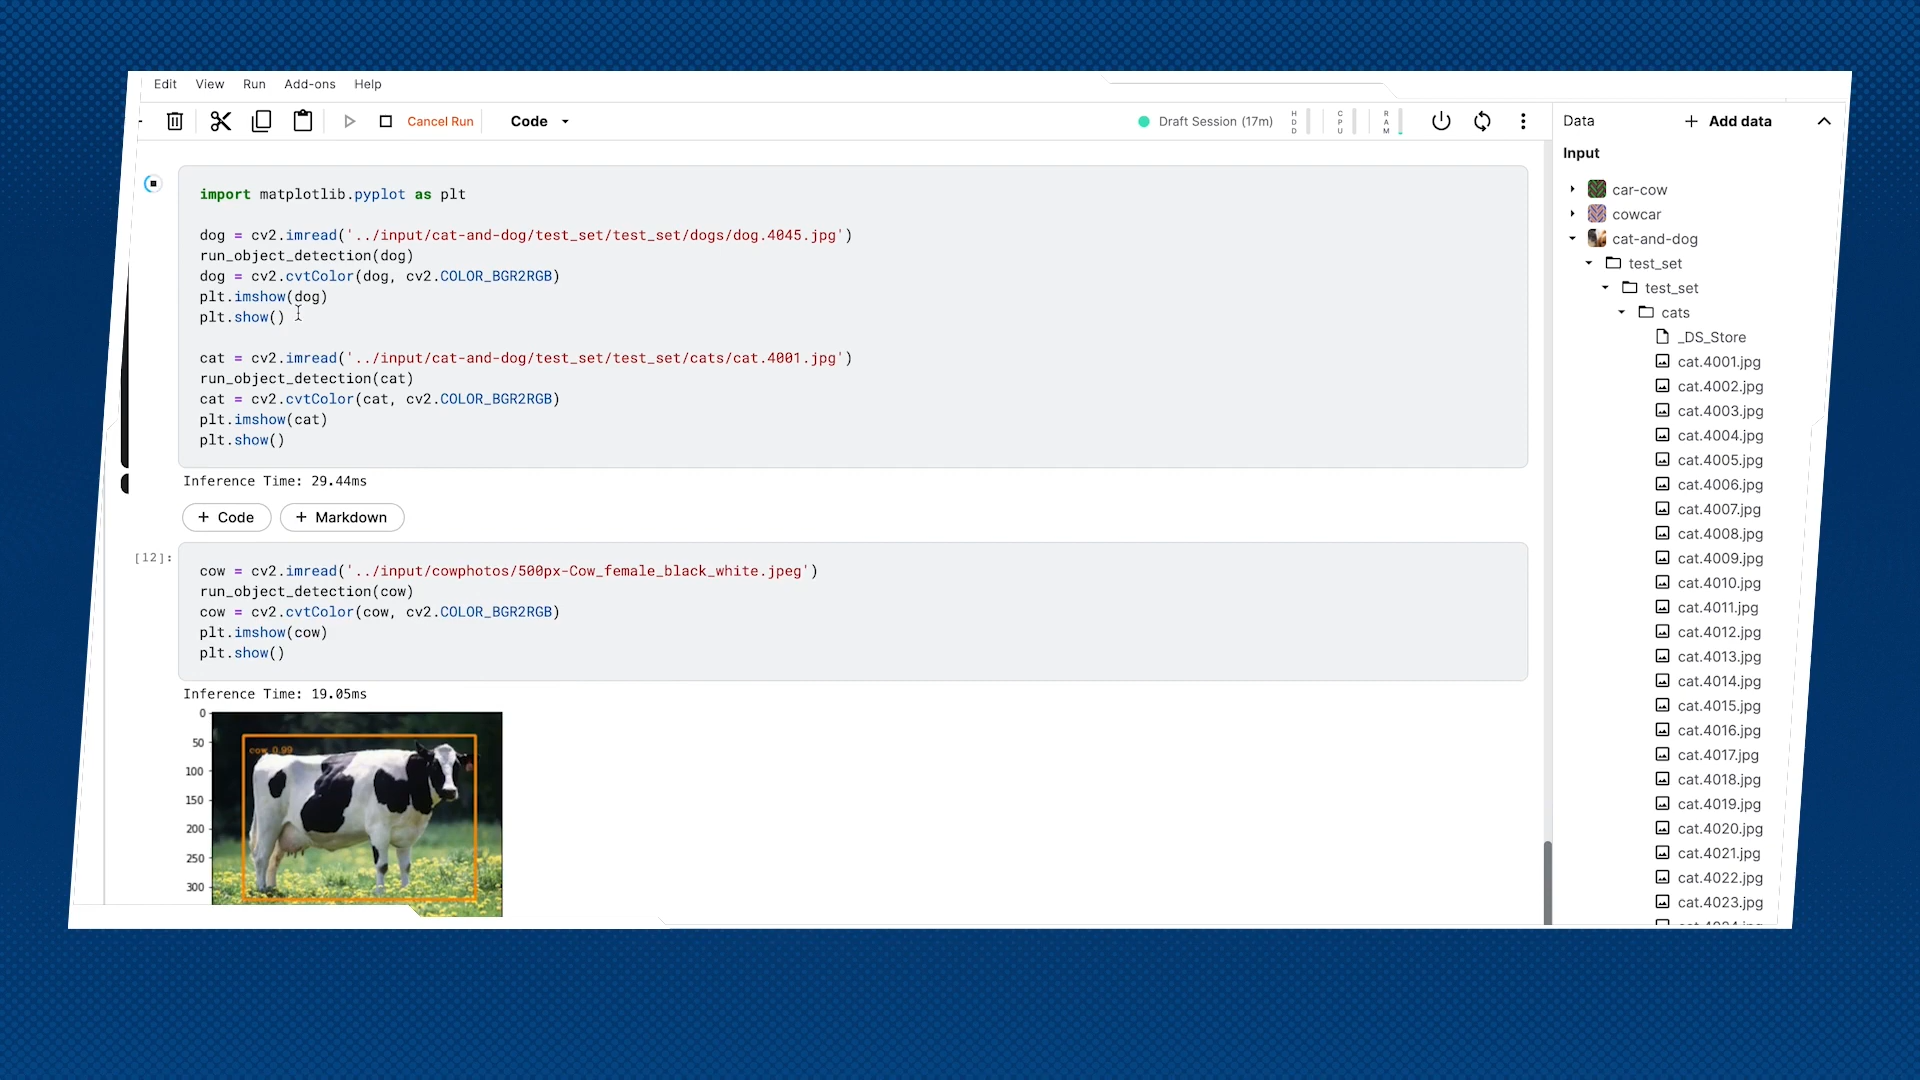 Edit View Run Add-ons Help
Cancel Run Code Draft Session (17m) HDD CPU RAM
Data + Add data
Input
car-cow
cowcar
cat-and-dog
test_set
test_set
cats
_DS_Store
cat.4001.jpg
cat.4002.jpg
cat.4003.jpg
cat.4004.jpg
cat.4005.jpg
cat.4006.jpg
cat.4007.jpg
cat.4008.jpg
cat.4009.jpg
cat.4010.jpg
cat.4011.jpg
cat.4012.jpg
cat.4013.jpg
cat.4014.jpg
cat.4015.jpg
cat.4016.jpg
cat.4017.jpg
cat.4018.jpg
cat.4019.jpg
cat.4020.jpg
cat.4021.jpg
cat.4022.jpg
cat.4023.jpg
import matplotlib.pyplot as plt
dog = cv2.imread('../input/cat-and-dog/test_set/test_set/dogs/dog.4045.jpg')
run_object_detection(dog)
dog = cv2.cvtColor(dog, cv2.COLOR_BGR2RGB)
plt.imshow(dog)
plt.show()
cat = cv2.imread('../input/cat-and-dog/test_set/test_set/cats/cat.4001.jpg')
run_object_detection(cat)
cat = cv2.cvtColor(cat, cv2.COLOR_BGR2RGB)
plt.imshow(cat)
plt.show()
Inference Time: 29.44ms
+ Code + Markdown
[12]:
cow = cv2.imread('../input/cowphotos/500px-Cow_female_black_white.jpeg')
run_object_detection(cow)
cow = cv2.cvtColor(cow, cv2.COLOR_BGR2RGB)
plt.imshow(cow)
plt.show()
Inference Time: 19.05ms
0
50
cow 0.99
100
150
200
250
300